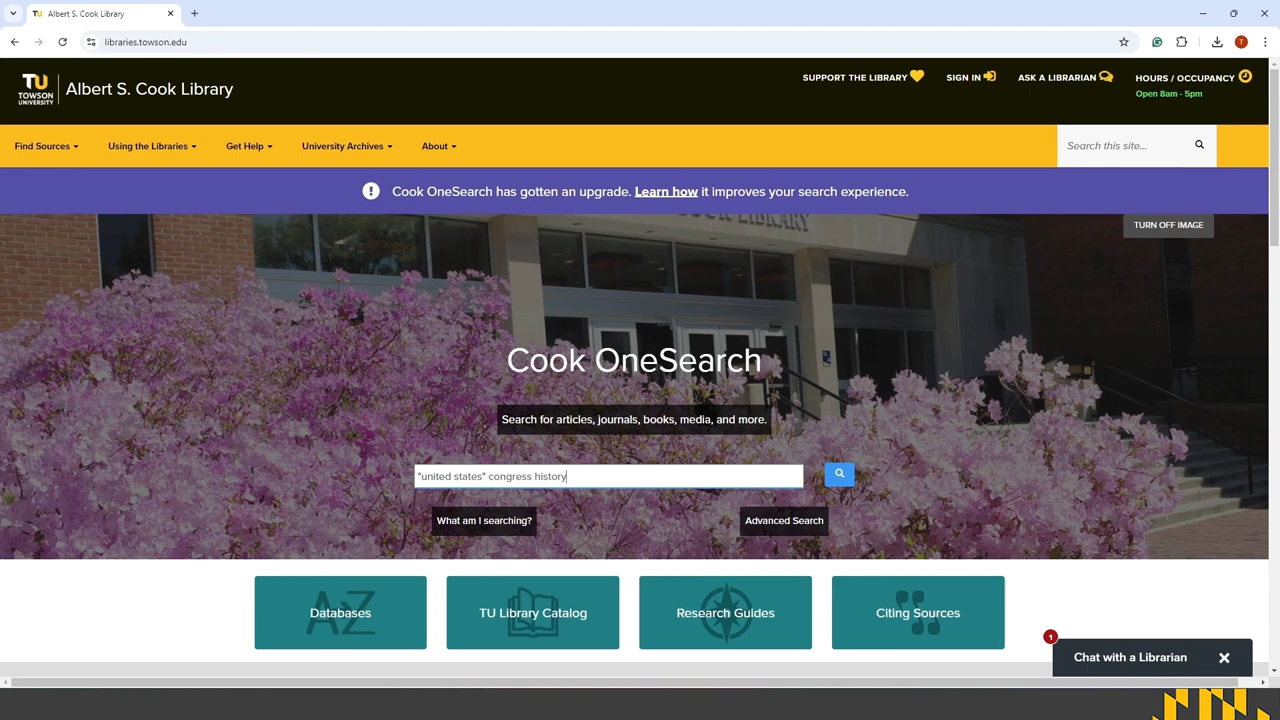 Albert S. Cook Library
libraries.towson.edu
T
TU
TOWSON
UNIVERSITY
Albert S. Cook Library
SUPPORT THE LIBRARY
SIGN IN
ASK A LIBRARIAN
HOURS / OCCUPANCY
Open 8am - 5pm
Find Sources
Using the Libraries
Get Help
University Archives
About
Search this site...
Cook OneSearch has gotten an upgrade. Learn how it improves your search experience.
COOK LIBRARY
TURN OFF IMAGE
Cook OneSearch
Search for articles, journals, books, media, and more.
"united states" congress history
What am I searching?
Advanced Search
AZ
Databases
TU Library Catalog
Research Guides
Citing Sources
1
Chat with a Librarian